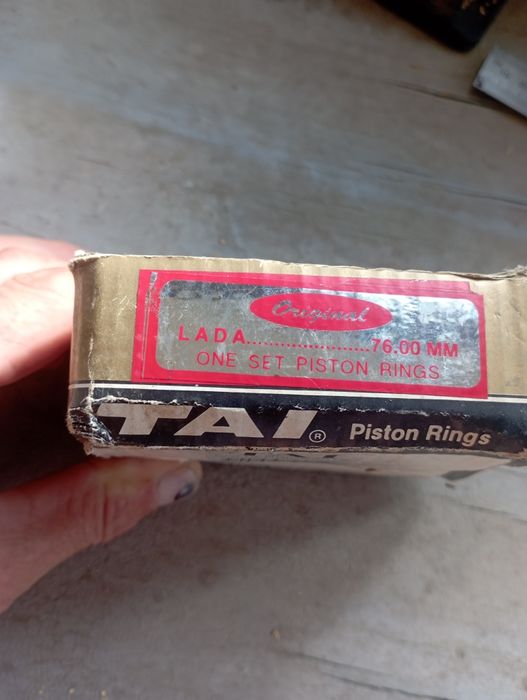 Original
LADA.....................76.00 MM
ONE SET PISTON RINGS
TAI® Piston Rings